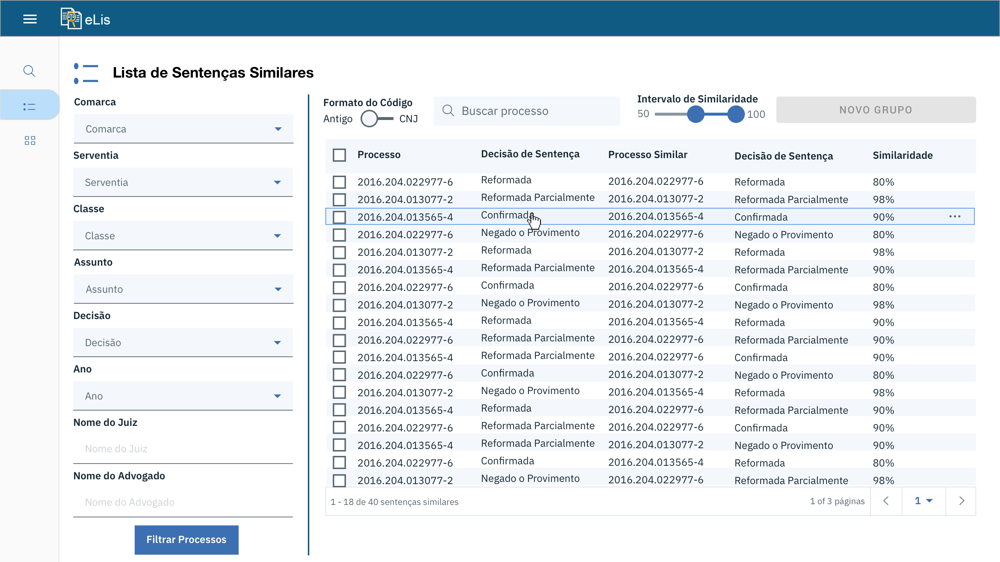 eLis
Lista de Sentenças Similares
Comarca
Comarca
Serventia
Serventia
Classe
Classe
Assunto
Assunto
Decisão
Decisão
Ano
Ano
Nome do Juiz
Nome do Juiz
Nome do Advogado
Nome do Advogado
Filtrar Processos
Formato do Código
Antigo CNJ
Buscar processo
Intervalo de Similaridade
50 100
NOVO GRUPO
Processo Decisão de Sentença Processo Similar Decisão de Sentença Similaridade
2016.204.022977-6 Reformada 2016.204.022977-6 Reformada 80%
2016.204.013077-2 Reformada Parcialmente 2016.204.013077-2 Reformada Parcialmente 98%
2016.204.013565-4 Confirmada 2016.204.013565-4 Confirmada 90% ...
2016.204.022977-6 Negado o Provimento 2016.204.022977-6 Negado o Provimento 80%
2016.204.013077-2 Reformada 2016.204.013077-2 Reformada 98%
2016.204.013565-4 Reformada Parcialmente 2016.204.013565-4 Reformada Parcialmente 90%
2016.204.022977-6 Confirmada 2016.204.022977-6 Confirmada 80%
2016.204.013077-2 Negado o Provimento 2016.204.013077-2 Negado o Provimento 98%
2016.204.013565-4 Reformada 2016.204.013565-4 Reformada 90%
2016.204.022977-6 Reformada Parcialmente 2016.204.022977-6 Reformada Parcialmente 90%
2016.204.013565-4 Reformada Parcialmente 2016.204.022977-6 Confirmada 90%
2016.204.022977-6 Confirmada 2016.204.013077-2 Negado o Provimento 80%
2016.204.013077-2 Negado o Provimento 2016.204.013565-4 Reformada 98%
2016.204.013565-4 Reformada 2016.204.022977-6 Reformada Parcialmente 90%
2016.204.022977-6 Reformada Parcialmente 2016.204.022977-6 Confirmada 90%
2016.204.013565-4 Reformada Parcialmente 2016.204.013077-2 Negado o Provimento 90%
2016.204.022977-6 Confirmada 2016.204.013565-4 Reformada 80%
2016.204.013077-2 Negado o Provimento 2016.204.022977-6 Reformada Parcialmente 98%
1 - 18 de 40 sentenças similares 1 of 3 páginas 1